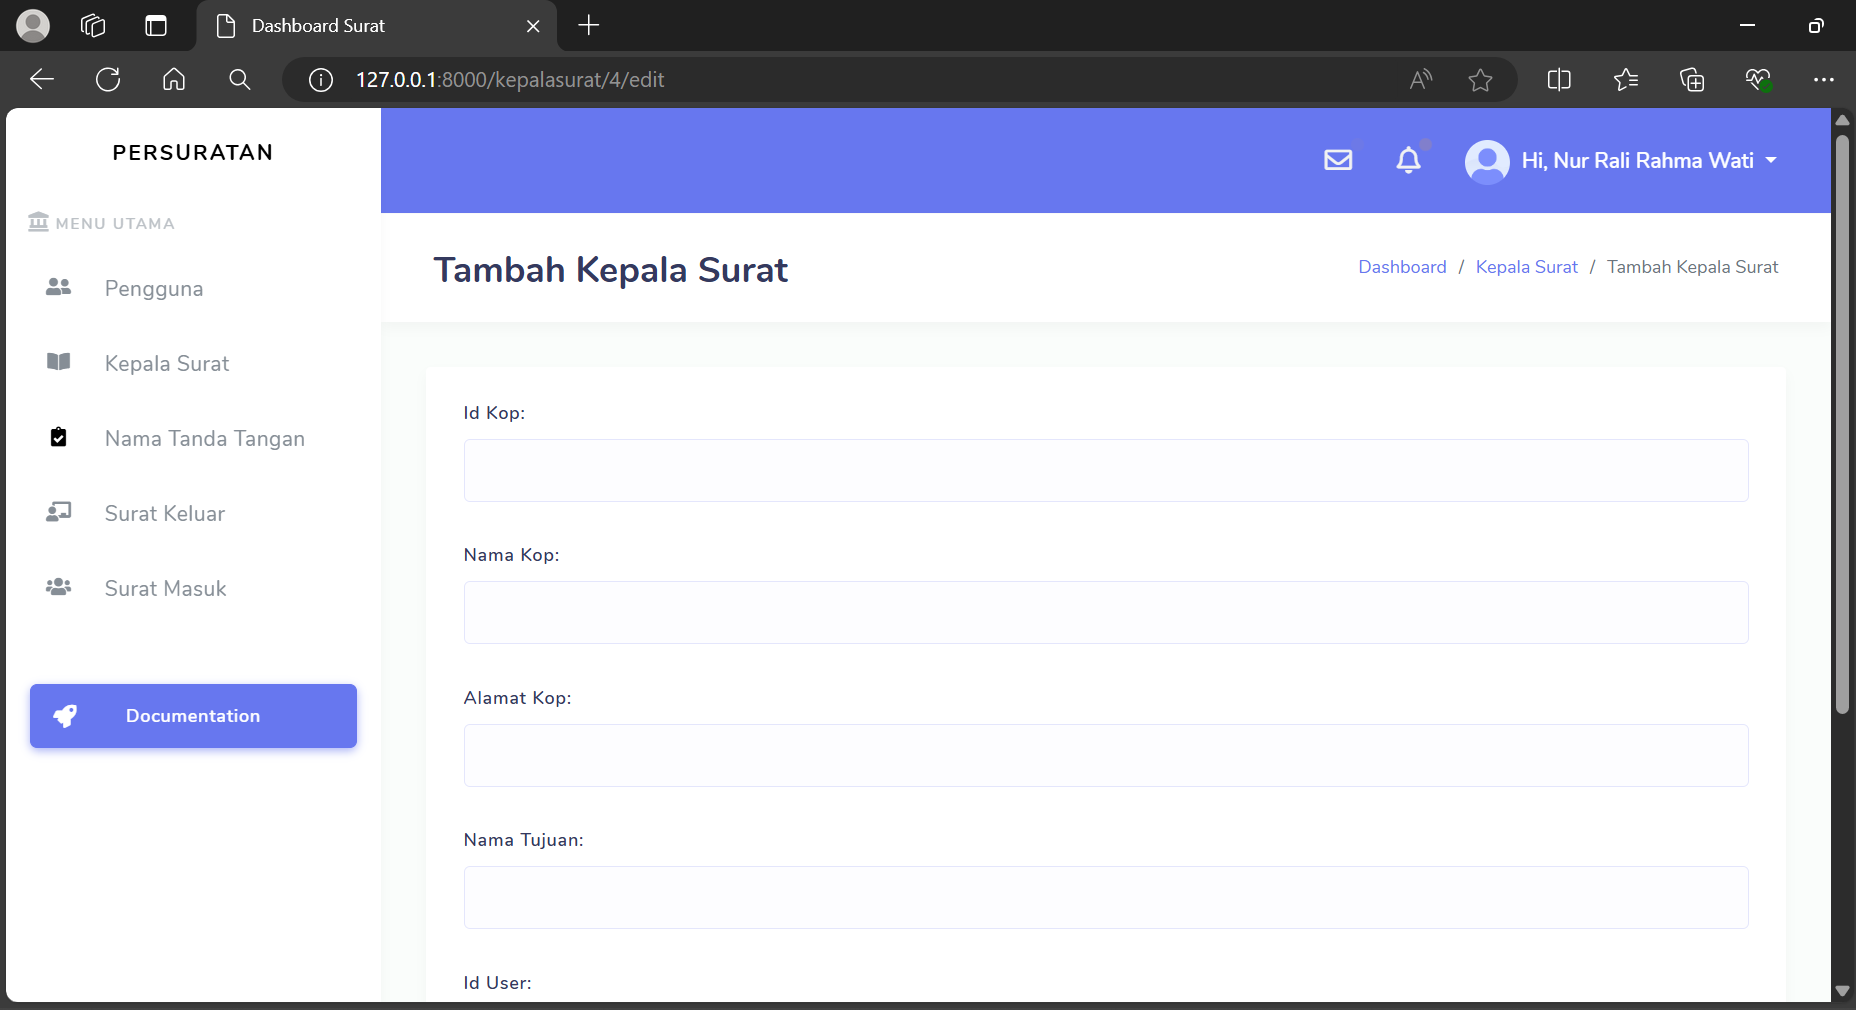 Dashboard Surat
127.0.0.1:8000/kepalasurat/4/edit
PERSURATAN
MENU UTAMA
Pengguna
Kepala Surat
Nama Tanda Tangan
Surat Keluar
Surat Masuk
Documentation
Hi, Nur Rali Rahma Wati
Tambah Kepala Surat
Dashboard / Kepala Surat / Tambah Kepala Surat
Id Kop:
Nama Kop:
Alamat Kop:
Nama Tujuan:
Id User: